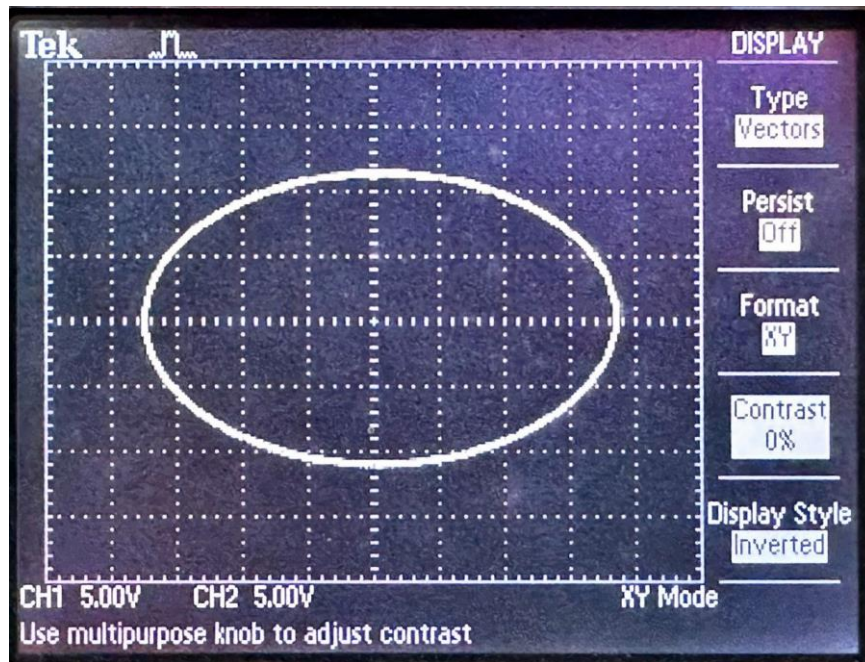 Tek
DISPLAY
Type
Vectors
Persist
Off
Format
XY
Contrast
0%
Display Style
Inverted
CH1 5.00V CH2 5.00V XY Mode
Use multipurpose knob to adjust contrast